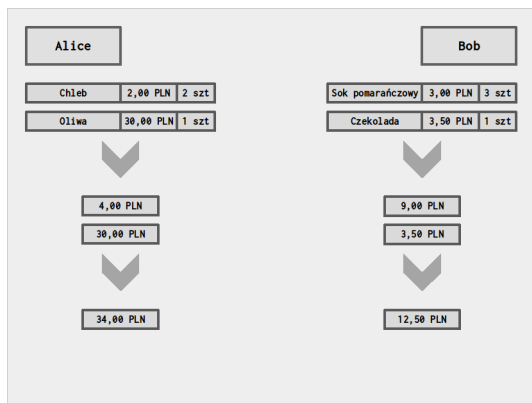 Alice Bob
Chleb 2,00 PLN 2 szt Sok pomarańczowy 3,00 PLN 3 szt
Oliwa 30,00 PLN 1 szt Czekolada 3,50 PLN 1 szt
4,00 PLN 9,00 PLN
30,00 PLN 3,50 PLN
34,00 PLN 12,50 PLN